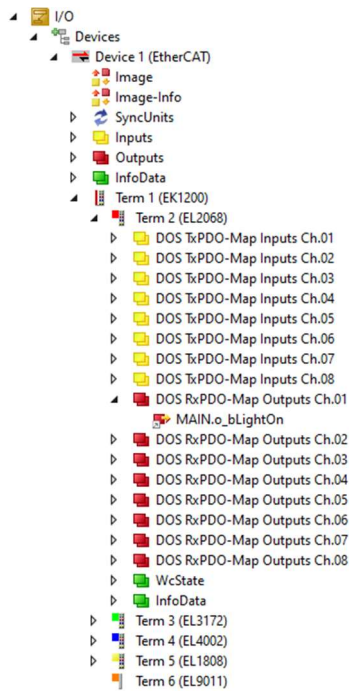 I/O
Devices
Device 1 (EtherCAT)
Image
Image-Info
SyncUnits
Inputs
Outputs
InfoData
Term 1 (EK1200)
Term 2 (EL2068)
DOS TxPDO-Map Inputs Ch.01
DOS TxPDO-Map Inputs Ch.02
DOS TxPDO-Map Inputs Ch.03
DOS TxPDO-Map Inputs Ch.04
DOS TxPDO-Map Inputs Ch.05
DOS TxPDO-Map Inputs Ch.06
DOS TxPDO-Map Inputs Ch.07
DOS TxPDO-Map Inputs Ch.08
DOS RxPDO-Map Outputs Ch.01
MAIN.o_bLightOn
DOS RxPDO-Map Outputs Ch.02
DOS RxPDO-Map Outputs Ch.03
DOS RxPDO-Map Outputs Ch.04
DOS RxPDO-Map Outputs Ch.05
DOS RxPDO-Map Outputs Ch.06
DOS RxPDO-Map Outputs Ch.07
DOS RxPDO-Map Outputs Ch.08
WcState
InfoData
Term 3 (EL3172)
Term 4 (EL4002)
Term 5 (EL1808)
Term 6 (EL9011)